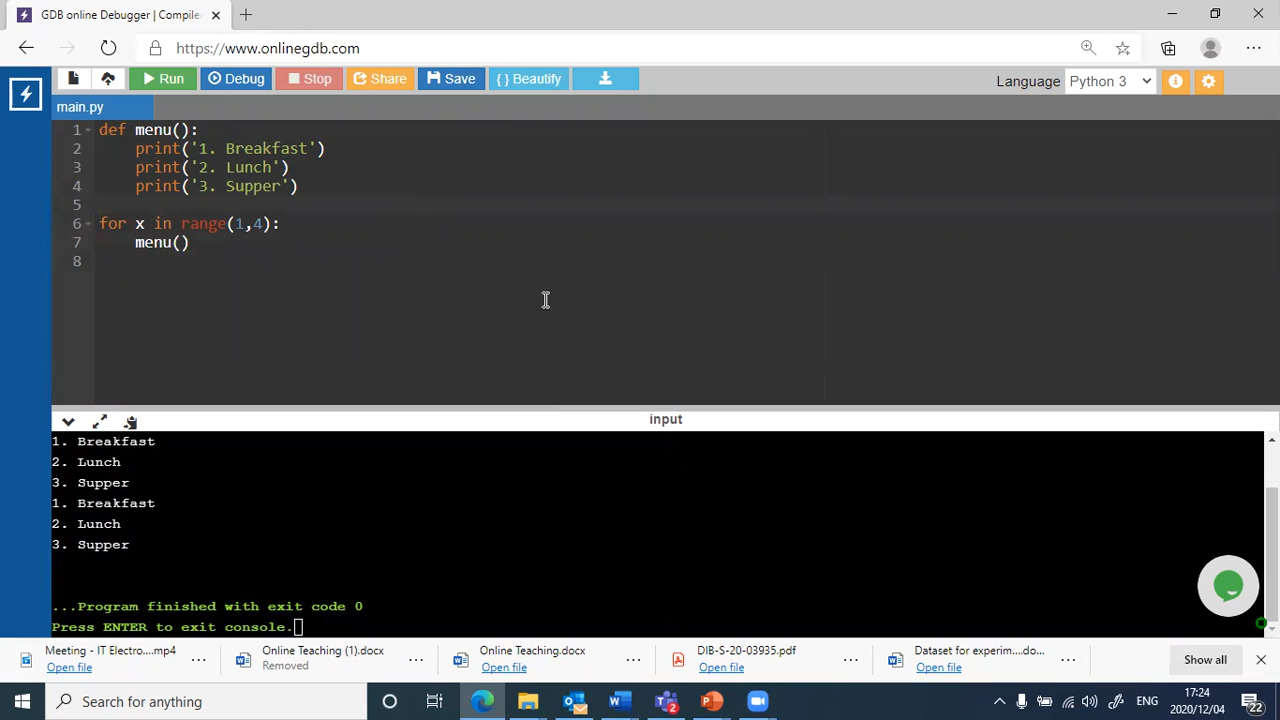 GDB online Debugger | Compile
https://www.onlinegdb.com
Run
Debug
Stop
Share
Save
{ } Beautify
Language
Python 3
main.py
1 def menu():
2     print('1. Breakfast')
3     print('2. Lunch')
4     print('3. Supper')
5
6 for x in range(1,4):
7     menu()
8
input
1. Breakfast
2. Lunch
3. Supper
1. Breakfast
2. Lunch
3. Supper
...Program finished with exit code 0
Press ENTER to exit console.
Meeting - IT Electro....mp4
Open file
Online Teaching (1).docx
Removed
Online Teaching.docx
Open file
DIB-S-20-03935.pdf
Open file
Dataset for experim....do...
Open file
Show all
Search for anything
2
ENG
17:24
2020/12/04
22